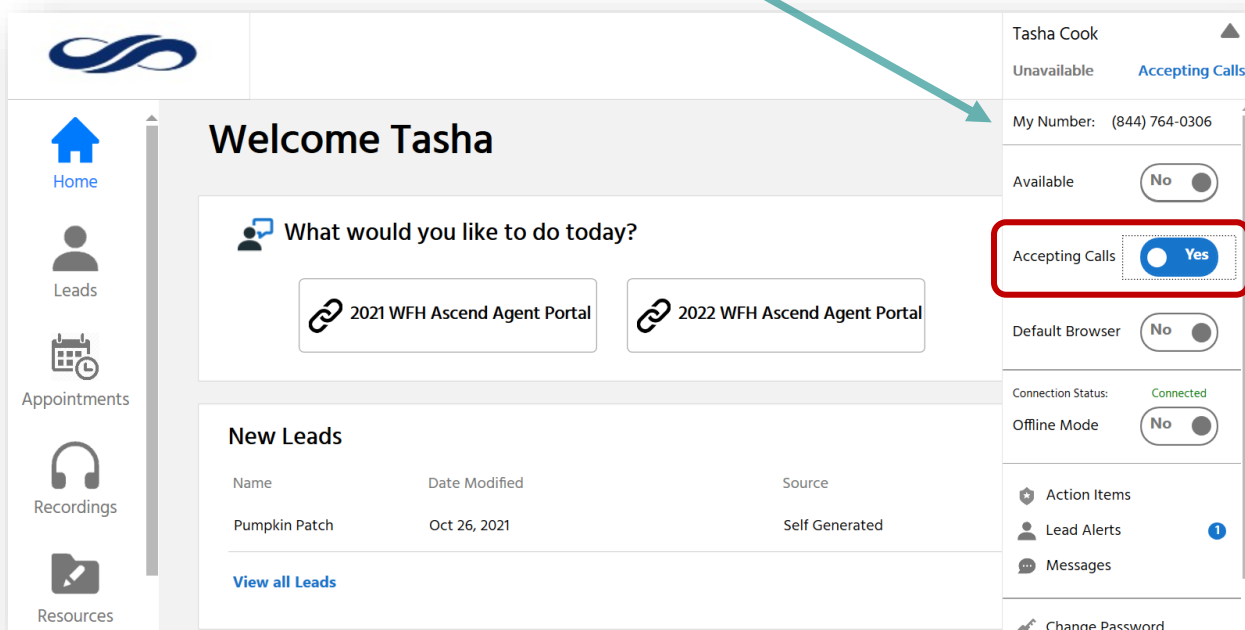 Tasha Cook
Unavailable Accepting Calls
Home
Leads
Appointments
Recordings
Resources
Welcome Tasha
What would you like to do today?
2021 WFH Ascend Agent Portal
2022 WFH Ascend Agent Portal
New Leads
Name Date Modified Source
Pumpkin Patch Oct 26, 2021 Self Generated
View all Leads
My Number: (844) 764-0306
Available No
Accepting Calls Yes
Default Browser No
Connection Status: Connected
Offline Mode No
Action Items
Lead Alerts 1
Messages
Change Password